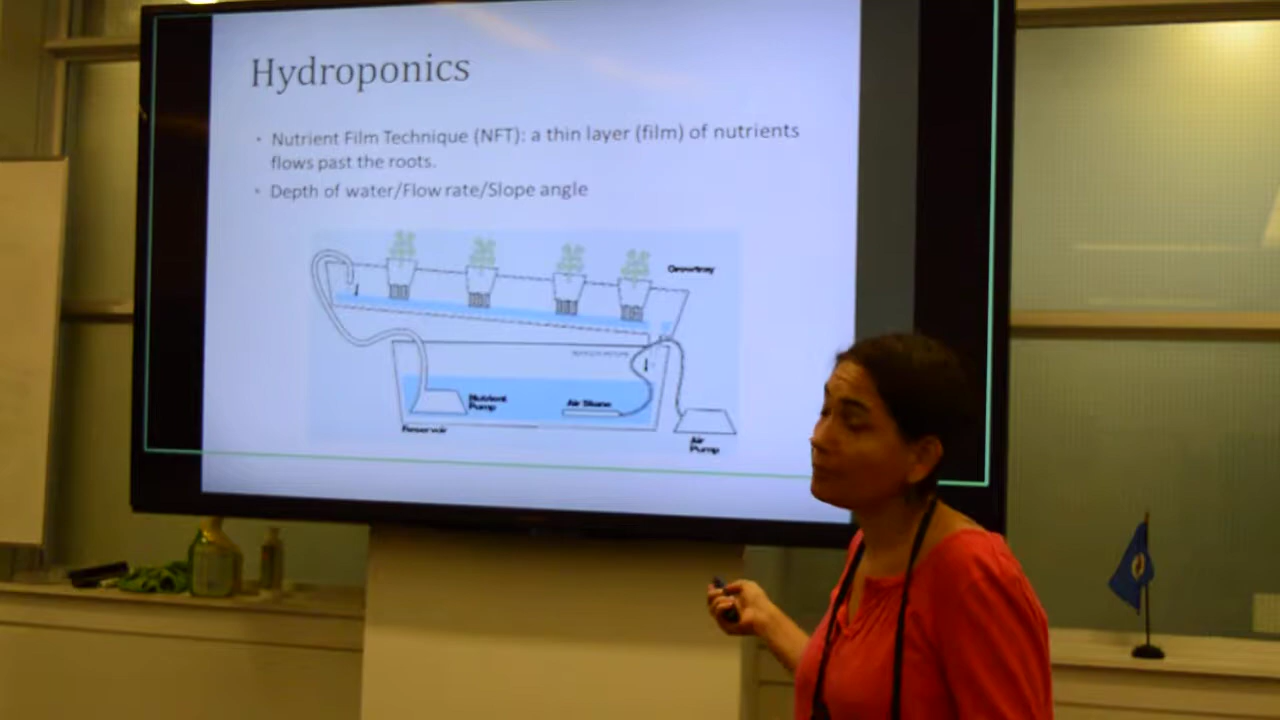 Hydroponics
• Nutrient Film Technique (NFT): a thin layer (film) of nutrients
flows past the roots.
• Depth of water/Flow rate/Slope angle
Growtray
Nutrient
Pump
Air Stone
Reservoir
Air
Pump